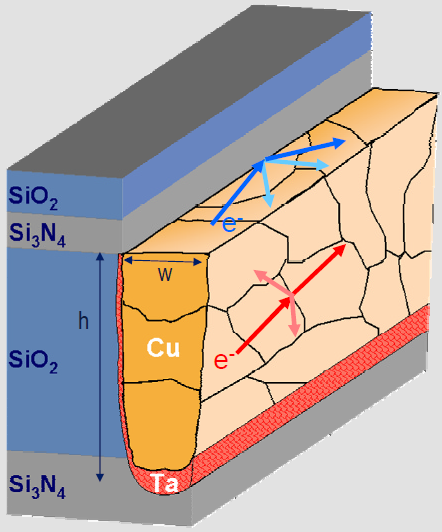 SiO₂
Si₃N₄
e⁻
w
h
Cu
SiO₂
e⁻
Si₃N₄
Ta